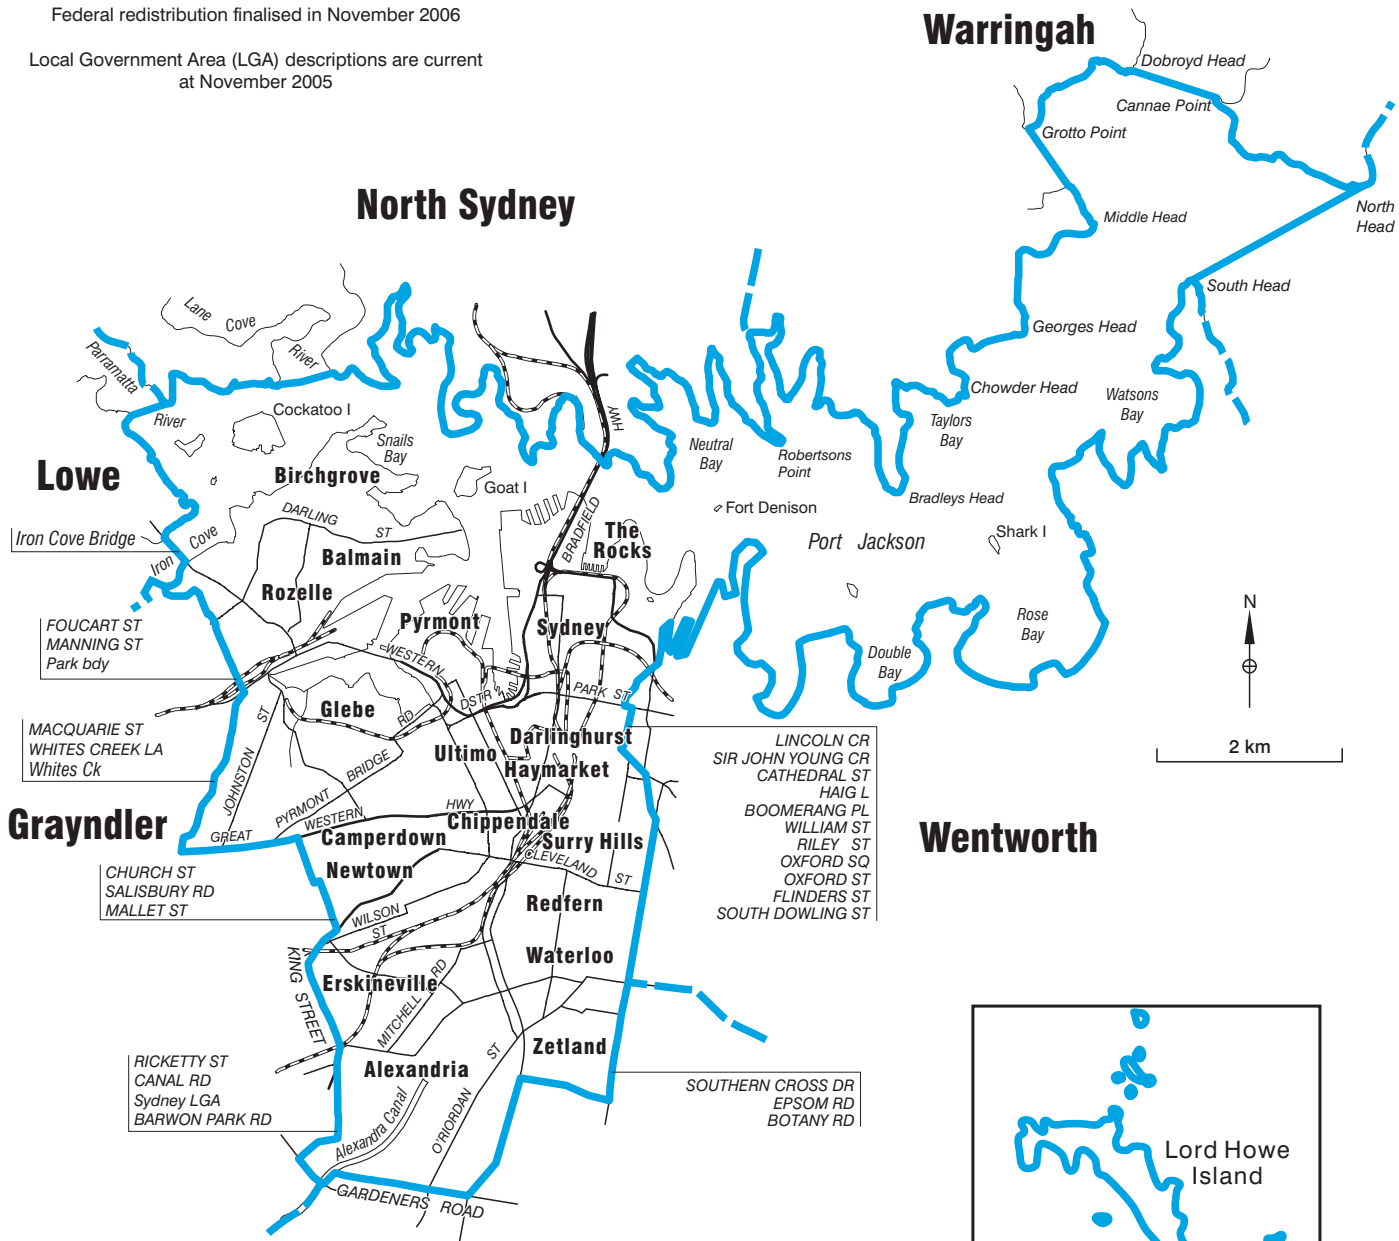 Federal redistribution finalised in November 2006
Local Government Area (LGA) descriptions are current
at November 2005
Warringah
Dobroyd Head
Cannae Point
Grotto Point
North Sydney
Middle Head
North
Head
South Head
Lane
Cove
River
Georges Head
Parramatta
River
Cockatoo I
HWY
Chowder Head
Watsons
Bay
Taylors
Bay
Snails
Bay
Neutral
Bay
Robertsons
Point
Lowe
Birchgrove
Goat I
Bradleys Head
Fort Denison
DARLING
ST
BRADFIELD
The
Rocks
Port Jackson
Shark I
Iron Cove Bridge
Iron
Cove
Balmain
Rozelle
N
FOUCART ST
MANNING ST
Park bdy
Pyrmont
Sydney
Rose
Bay
Double
Bay
WESTERN
DSTR
PARK ST
Glebe
RD
ST
MACQUARIE ST
WHITES CREEK LA
Whites Ck
Darlinghurst
Ultimo
Haymarket
LINCOLN CR
SIR JOHN YOUNG CR
CATHEDRAL ST
HAIG L
BOOMERANG PL
WILLIAM ST
RILEY ST
OXFORD SQ
OXFORD ST
FLINDERS ST
SOUTH DOWLING ST
2 km
JOHNSTON
PYRMONT
BRIDGE
Grayndler
GREAT
WESTERN
HWY
Chippendale
Camperdown
Surry Hills
Wentworth
CHURCH ST
SALISBURY RD
MALLET ST
Newtown
CLEVELAND
ST
WILSON
ST
Redfern
KING STREET
Waterloo
Erskineville
MITCHELL
RD
Zetland
RICKETTY ST
CANAL RD
Sydney LGA
BARWON PARK RD
Alexandria
ST
O'RIORDAN
SOUTHERN CROSS DR
EPSOM RD
BOTANY RD
Alexandra Canal
Lord Howe
Island
GARDENERS ROAD